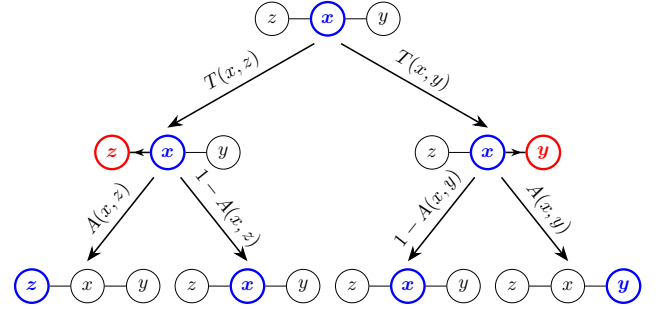 z x y
T(x, z) T(x, y)
z x y z x y
A(x, z) 1 − A(x, z) 1 − A(x, y) A(x, y)
z x y z x y z x y z x y